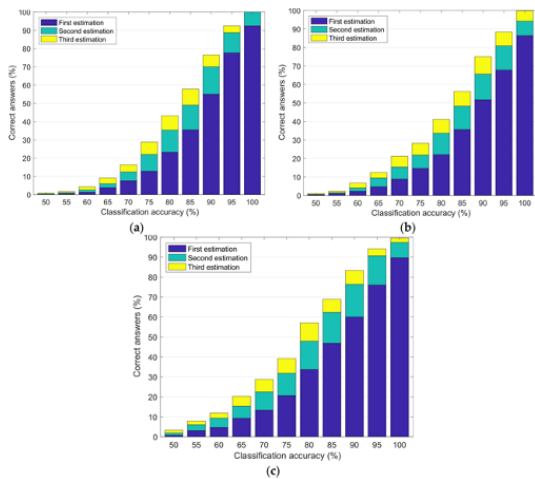 100
90
80
70
60
50
40
30
20
10
0
Correct answers (%)
First estimation
Second estimation
Third estimation
50 55 60 65 70 75 80 85 90 95 100
Classification accuracy (%)
(a)
100
90
80
70
60
50
40
30
20
10
0
Correct answers (%)
First estimation
Second estimation
Third estimation
50 55 60 65 70 75 80 85 90 95 100
Classification accuracy (%)
(b)
100
90
80
70
60
50
40
30
20
10
0
Correct answers (%)
First estimation
Second estimation
Third estimation
50 55 60 65 70 75 80 85 90 95 100
Classification accuracy (%)
(c)